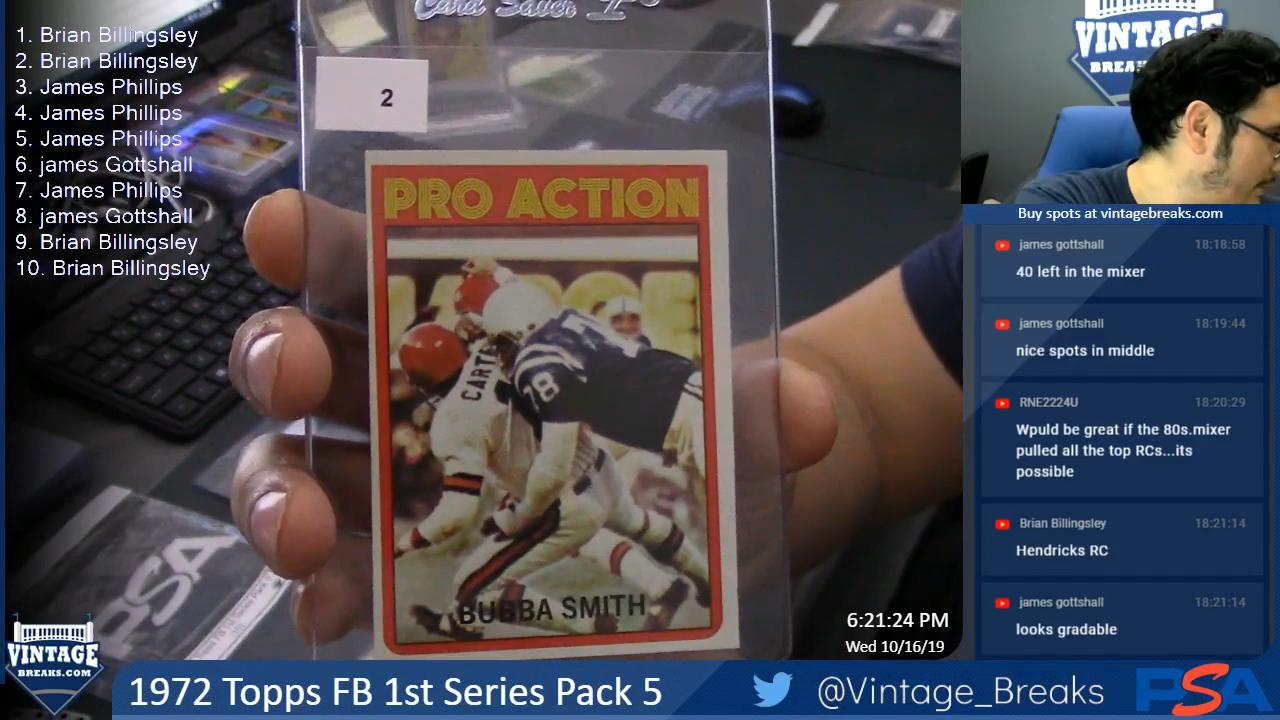 1. Brian Billingsley
2. Brian Billingsley
3. James Phillips
4. James Phillips
5. James Phillips
6. james Gottshall
7. James Phillips
8. james Gottshall
9. Brian Billingsley
10. Brian Billingsley
Card Saver I
2
PRO ACTION
CARTE
78
BUBBA SMITH
PSA
6:21:24 PM
Wed 10/16/19
VINTAGE
BREAKS
Buy spots at vintagebreaks.com
james gottshall 18:18:58
40 left in the mixer
james gottshall 18:19:44
nice spots in middle
RNE2224U 18:20:29
Wpuld be great if the 80s.mixer
pulled all the top RCs...its
possible
Brian Billingsley 18:21:14
Hendricks RC
james gottshall 18:21:14
looks gradable
VINTAGE
BREAKS.COM
1972 Topps FB 1st Series Pack 5
@Vintage_Breaks
PSA